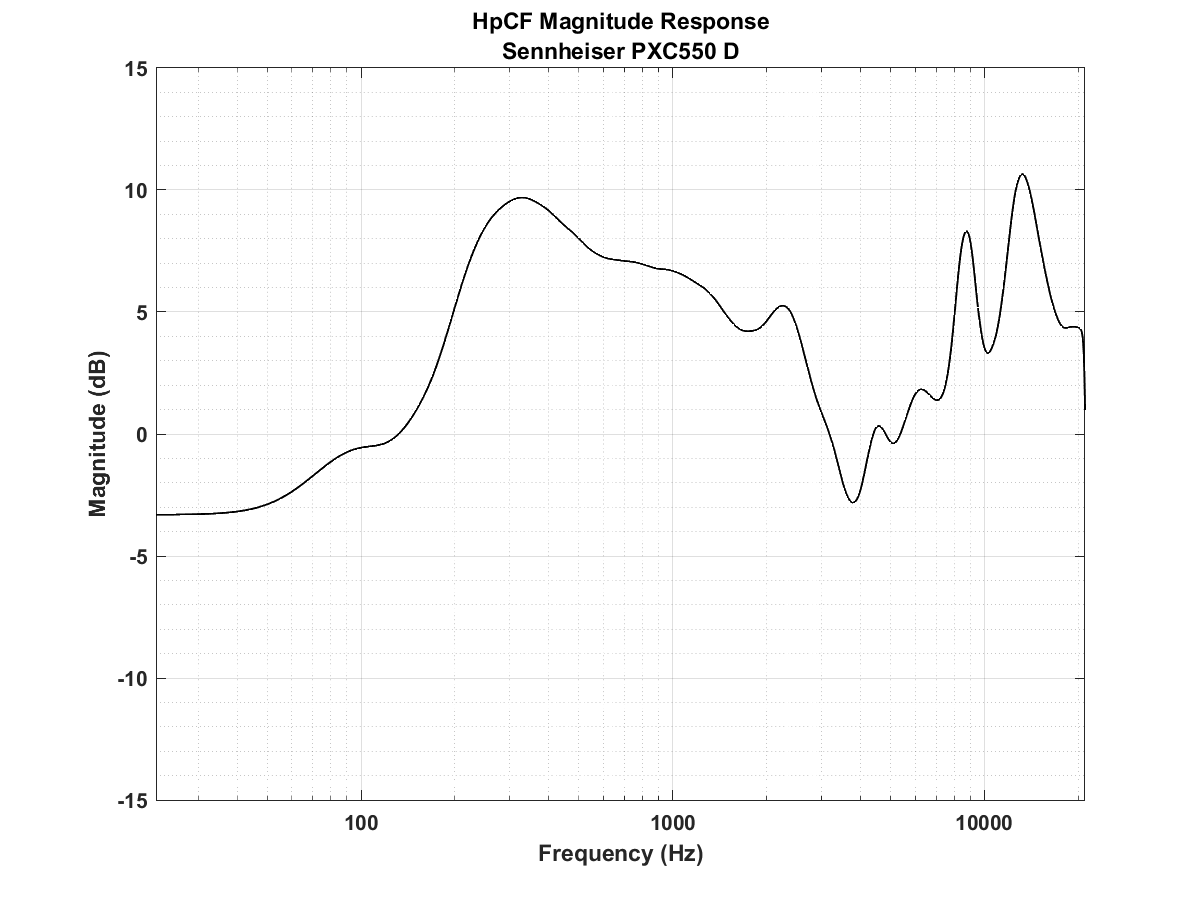 HpCF Magnitude Response
Sennheiser PXC550 D
15
10
5
0
-5
-10
-15
Magnitude (dB)
100
1000
10000
Frequency (Hz)